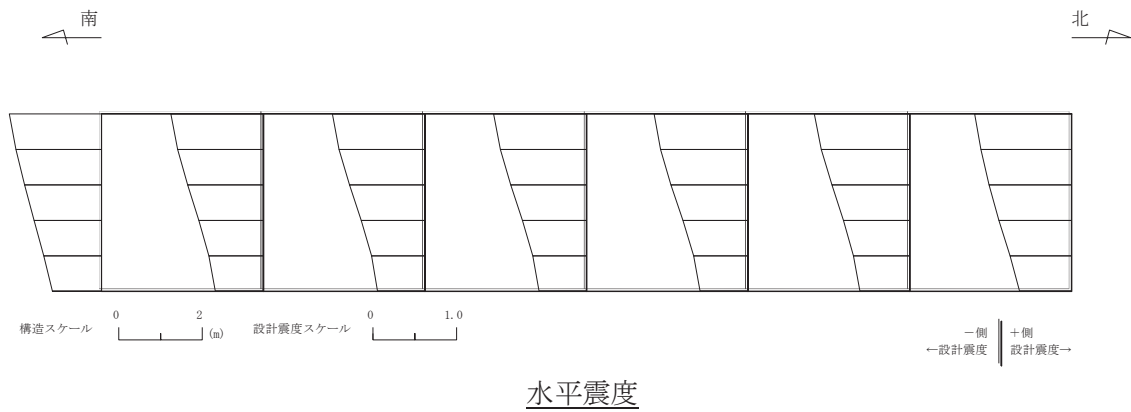 南
北
構造スケール 0 2 (m)
設計震度スケール 0 1.0
－側 ＋側
←設計震度 設計震度→
水平震度